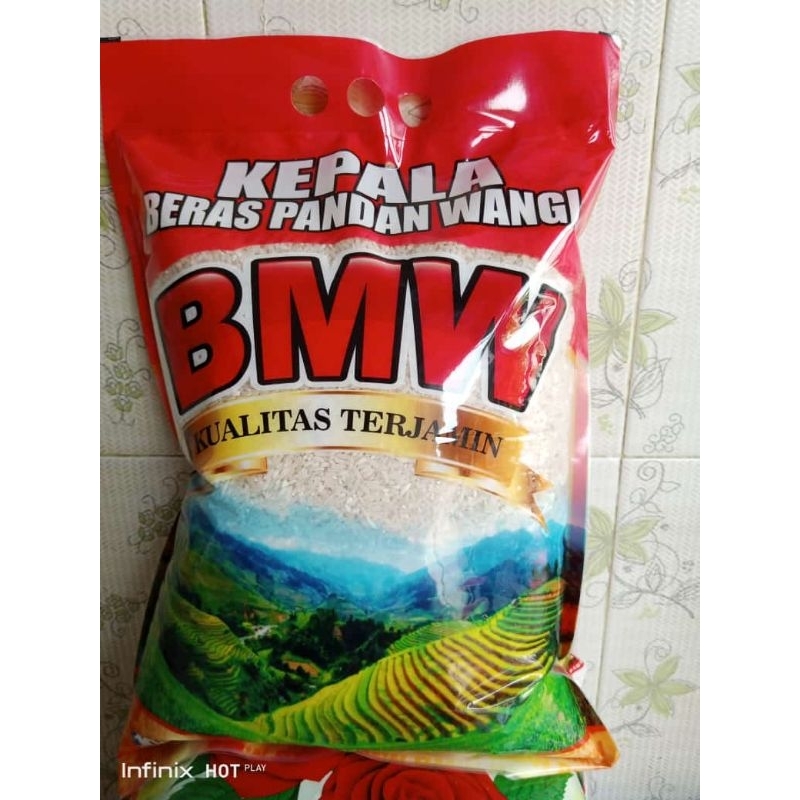 KEPALA
BERAS PANDAN WANGI
BMW
KUALITAS TERJAMIN
Infinix HOT PLAY